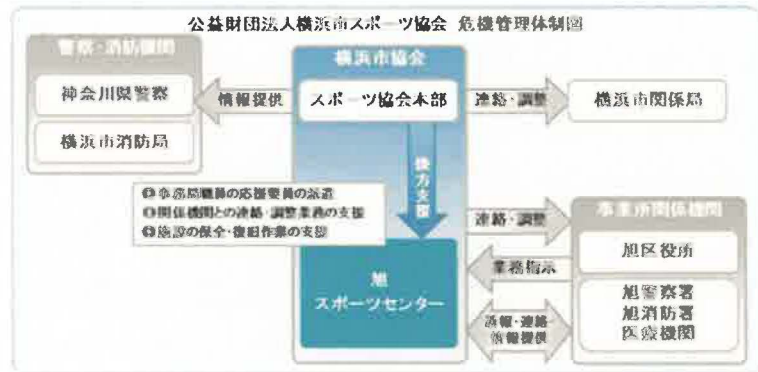 公益財団法人横浜市スポーツ協会 危機管理体制図
警察・消防機関
神奈川県警察
横浜市消防局
情報提供
横浜市協会
スポーツ協会本部
連絡・調整
横浜市関係局
後方支援
❶事務局職員の応援要員の派遣
❷関係機関との連絡・調整業務の支援
❸施設の保全・復旧作業の支援
旭
スポーツセンター
連絡・調整
業務指示
通報・連絡
情報提供
事業所関係機関
旭区役所
旭警察署
旭消防署
医療機関